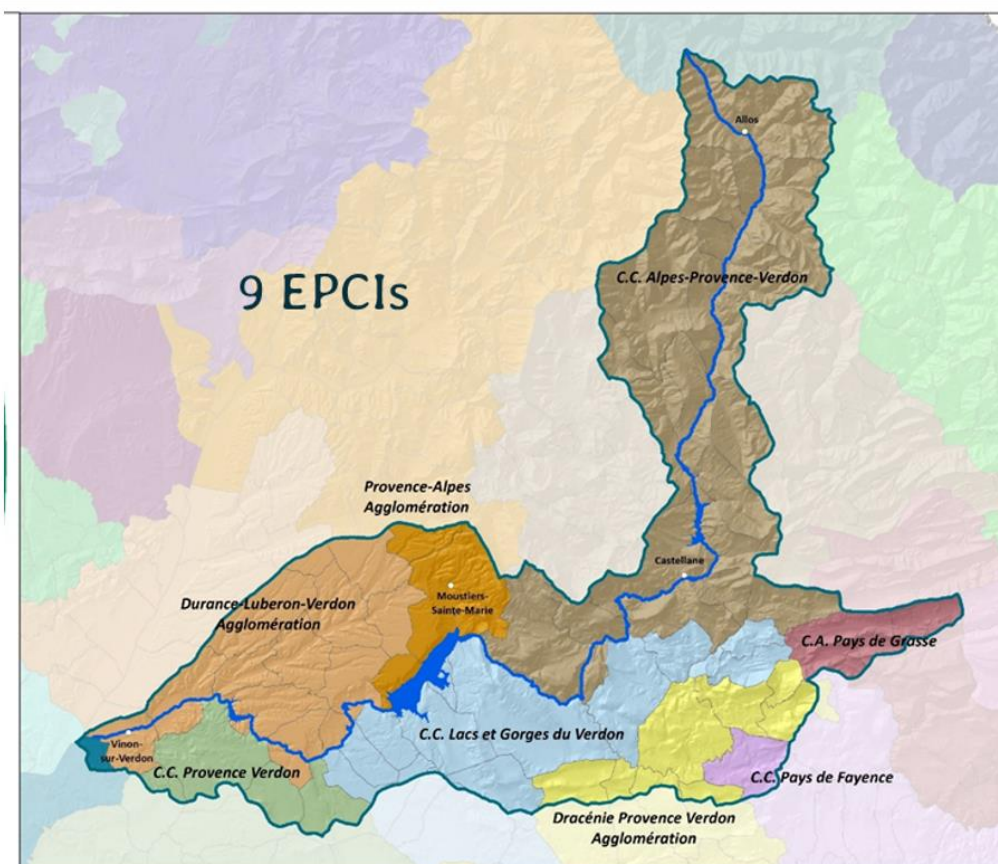 Allos
C.C. Alpes-Provence-Verdon
9 EPCIs
Provence-Alpes
Agglomération
Castellane
Moustiers-
Sainte-Marie
Durance-Luberon-Verdon
Agglomération
C.A. Pays de Grasse
C.C. Lacs et Gorges du Verdon
Vinon-
sur-Verdon
C.C. Provence Verdon
C.C. Pays de Fayence
Dracénie Provence Verdon
Agglomération